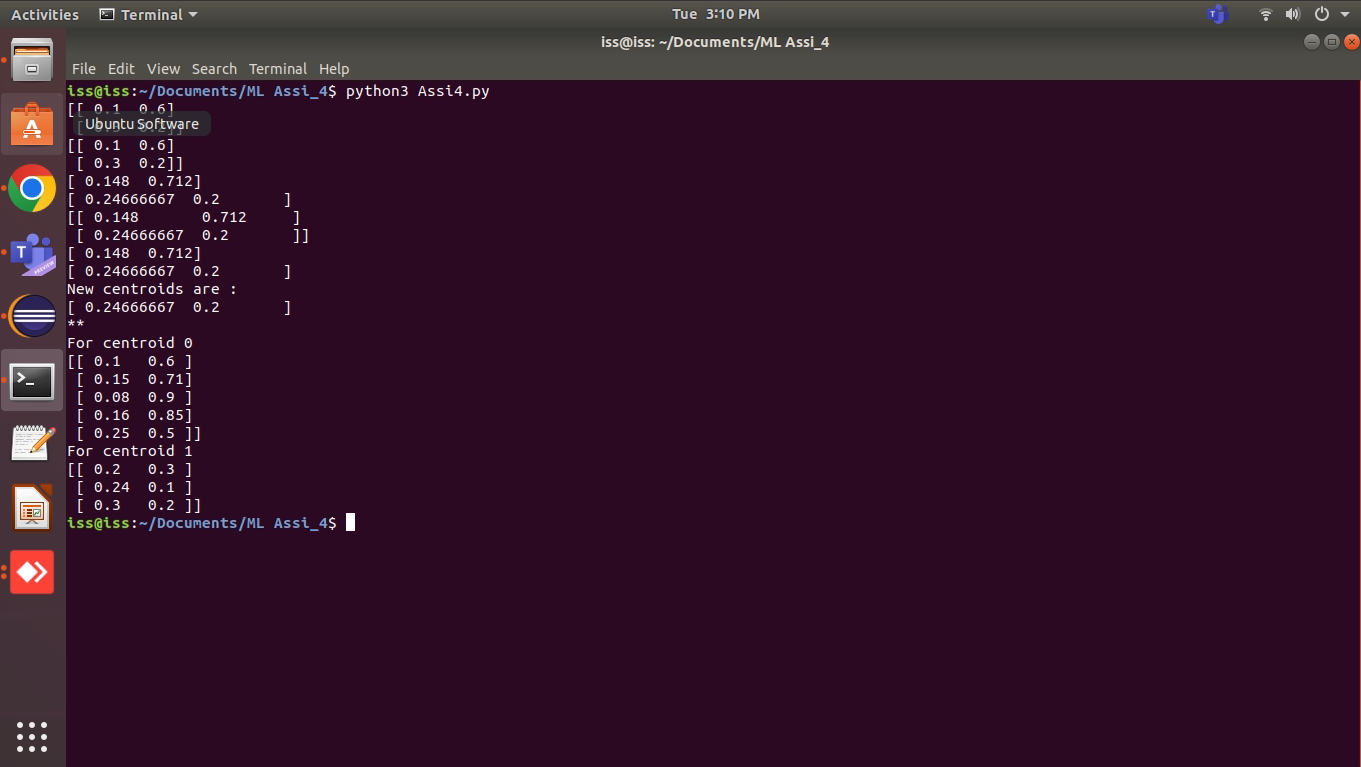 Activities Terminal Tue 3:10 PM
iss@iss: ~/Documents/ML Assi_4
File Edit View Search Terminal Help
iss@iss:~/Documents/ML Assi_4$ python3 Assi4.py
[[ 0.1  0.6]
Ubuntu Software
[[ 0.1  0.6]
 [ 0.3  0.2]]
[ 0.148  0.712]
[ 0.24666667  0.2       ]
[[ 0.148       0.712     ]
 [ 0.24666667  0.2       ]]
[ 0.148  0.712]
[ 0.24666667  0.2       ]
New centroids are :
[ 0.24666667  0.2       ]
**
For centroid 0
[[ 0.1   0.6 ]
 [ 0.15  0.71]
 [ 0.08  0.9 ]
 [ 0.16  0.85]
 [ 0.25  0.5 ]]
For centroid 1
[[ 0.2   0.3 ]
 [ 0.24  0.1 ]
 [ 0.3   0.2 ]]
iss@iss:~/Documents/ML Assi_4$